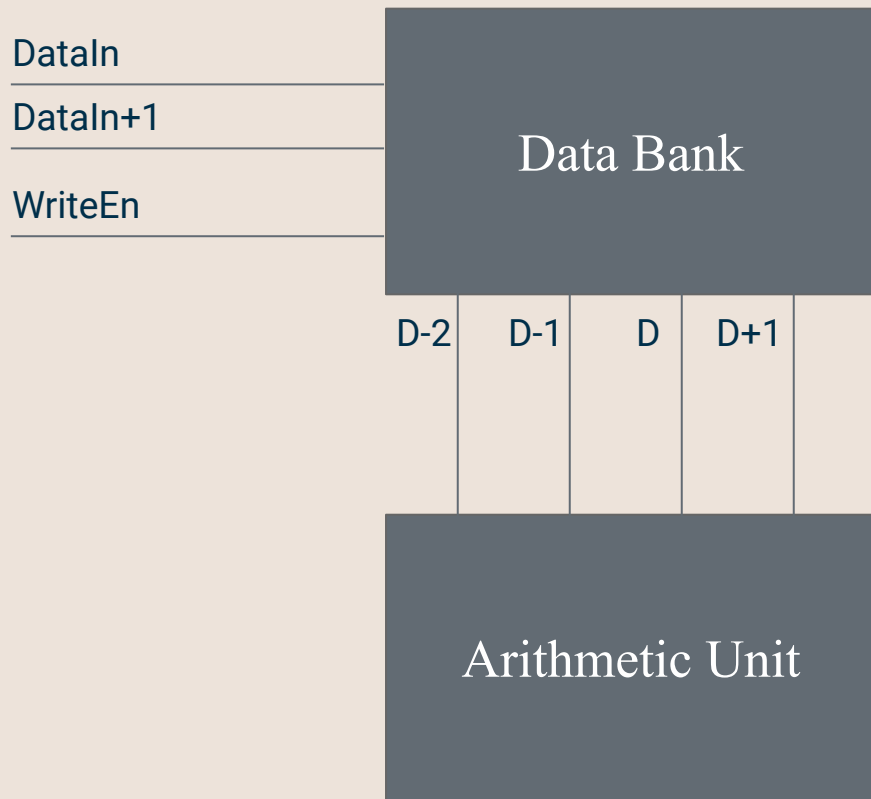 DataIn
DataIn+1
Data Bank
WriteEn
D-2 D-1 D D+1
Arithmetic Unit